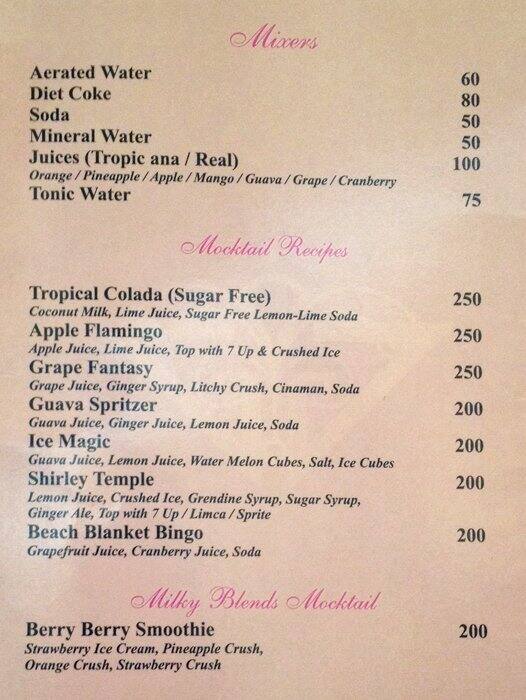 Mixers
Aerated Water 60
Diet Coke 80
Soda 50
Mineral Water 50
Juices (Tropic ana / Real) 100
Orange / Pineapple / Apple / Mango / Guava / Grape / Cranberry
Tonic Water 75
Mocktail Recipes
Tropical Colada (Sugar Free) 250
Coconut Milk, Lime Juice, Sugar Free Lemon-Lime Soda
Apple Flamingo 250
Apple Juice, Lime Juice, Top with 7 Up & Crushed Ice
Grape Fantasy 250
Grape Juice, Ginger Syrup, Litchy Crush, Cinaman, Soda
Guava Spritzer 200
Guava Juice, Ginger Juice, Lemon Juice, Soda
Ice Magic 200
Guava Juice, Lemon Juice, Water Melon Cubes, Salt, Ice Cubes
Shirley Temple 200
Lemon Juice, Crushed Ice, Grendine Syrup, Sugar Syrup,
Ginger Ale, Top with 7 Up / Limca / Sprite
Beach Blanket Bingo 200
Grapefruit Juice, Cranberry Juice, Soda
Milky Blends Mocktail
Berry Berry Smoothie 200
Strawberry Ice Cream, Pineapple Crush,
Orange Crush, Strawberry Crush